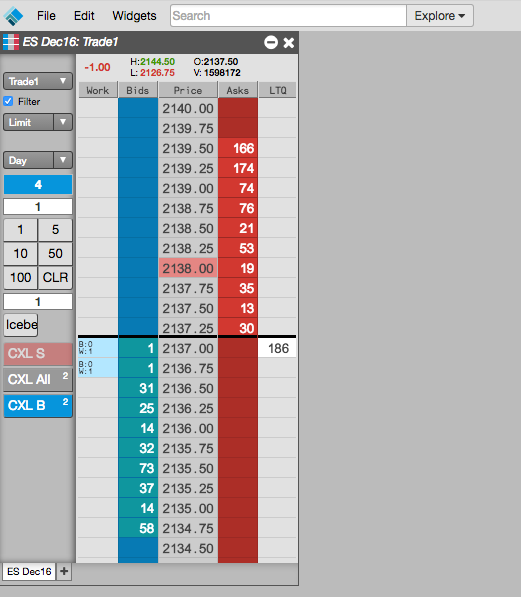 File Edit Widgets Search Explore
ES Dec16: Trade1
-1.00 H:2144.50 O:2137.50
L: 2126.75 V: 1598172
Trade1
Filter
Limit
Day
4
1
1 5
10 50
100 CLR
1
Icebe
CXL S
CXL All 2
CXL B 2
Work Bids Price Asks LTQ
2140.00
2139.75
2139.50 166
2139.25 174
2139.00 74
2138.75 76
2138.50 21
2138.25 53
2138.00 19
2137.75 35
2137.50 13
2137.25 30
B:0
W:1
1 2137.00 186
B:0
W:1
1 2136.75
31 2136.50
25 2136.25
14 2136.00
32 2135.75
73 2135.50
37 2135.25
14 2135.00
58 2134.75
2134.50
ES Dec16 +